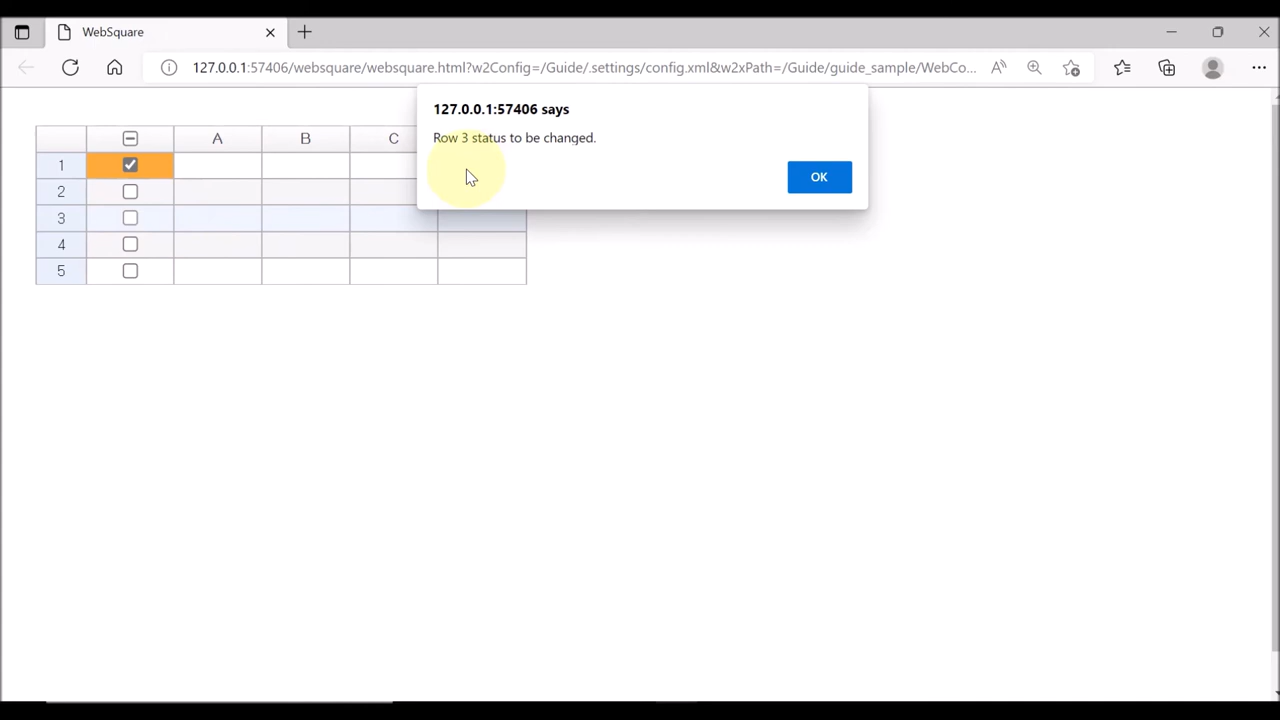 WebSquare
127.0.0.1:57406/websquare/websquare.html?w2Config=/Guide/.settings/config.xml&w2xPath=/Guide/guide_sample/WebCo...
127.0.0.1:57406 says
Row 3 status to be changed.
OK
A B C
1
2
3
4
5